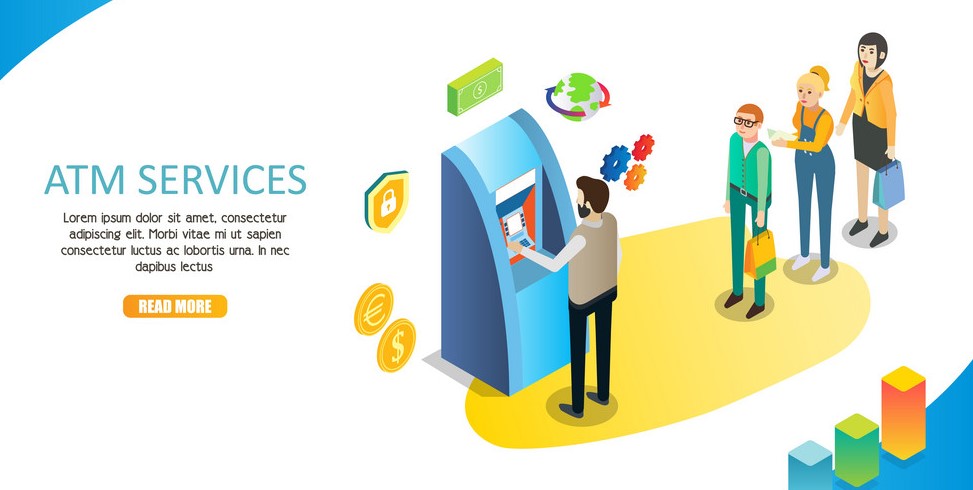 ATM SERVICES
Lorem ipsum dolor sit amet, consectetur
adipiscing elit. Morbi vitae mi ut sapien
consectetur luctus ac lobortis urna. In nec
dapibus lectus
READ MORE
$
€
$